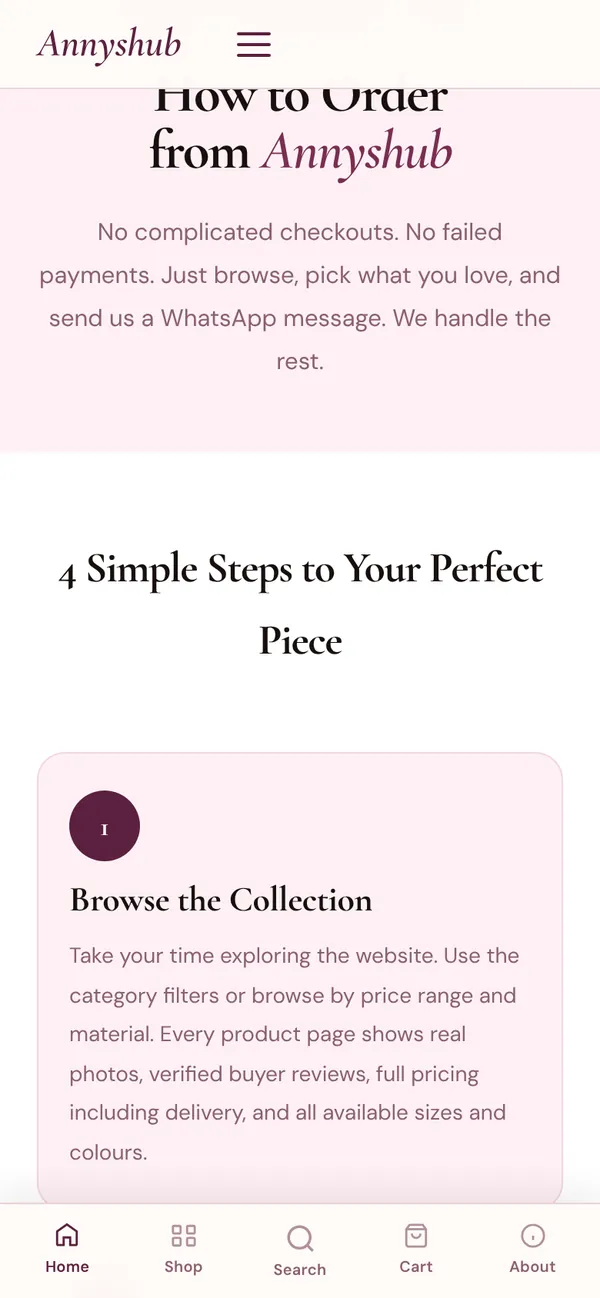 Annyshub
How to Order
from Annyshub
No complicated checkouts. No failed
payments. Just browse, pick what you love, and
send us a WhatsApp message. We handle the
rest.
4 Simple Steps to Your Perfect
Piece
1
Browse the Collection
Take your time exploring the website. Use the
category filters or browse by price range and
material. Every product page shows real
photos, verified buyer reviews, full pricing
including delivery, and all available sizes and
colours.
Home Shop Search Cart About